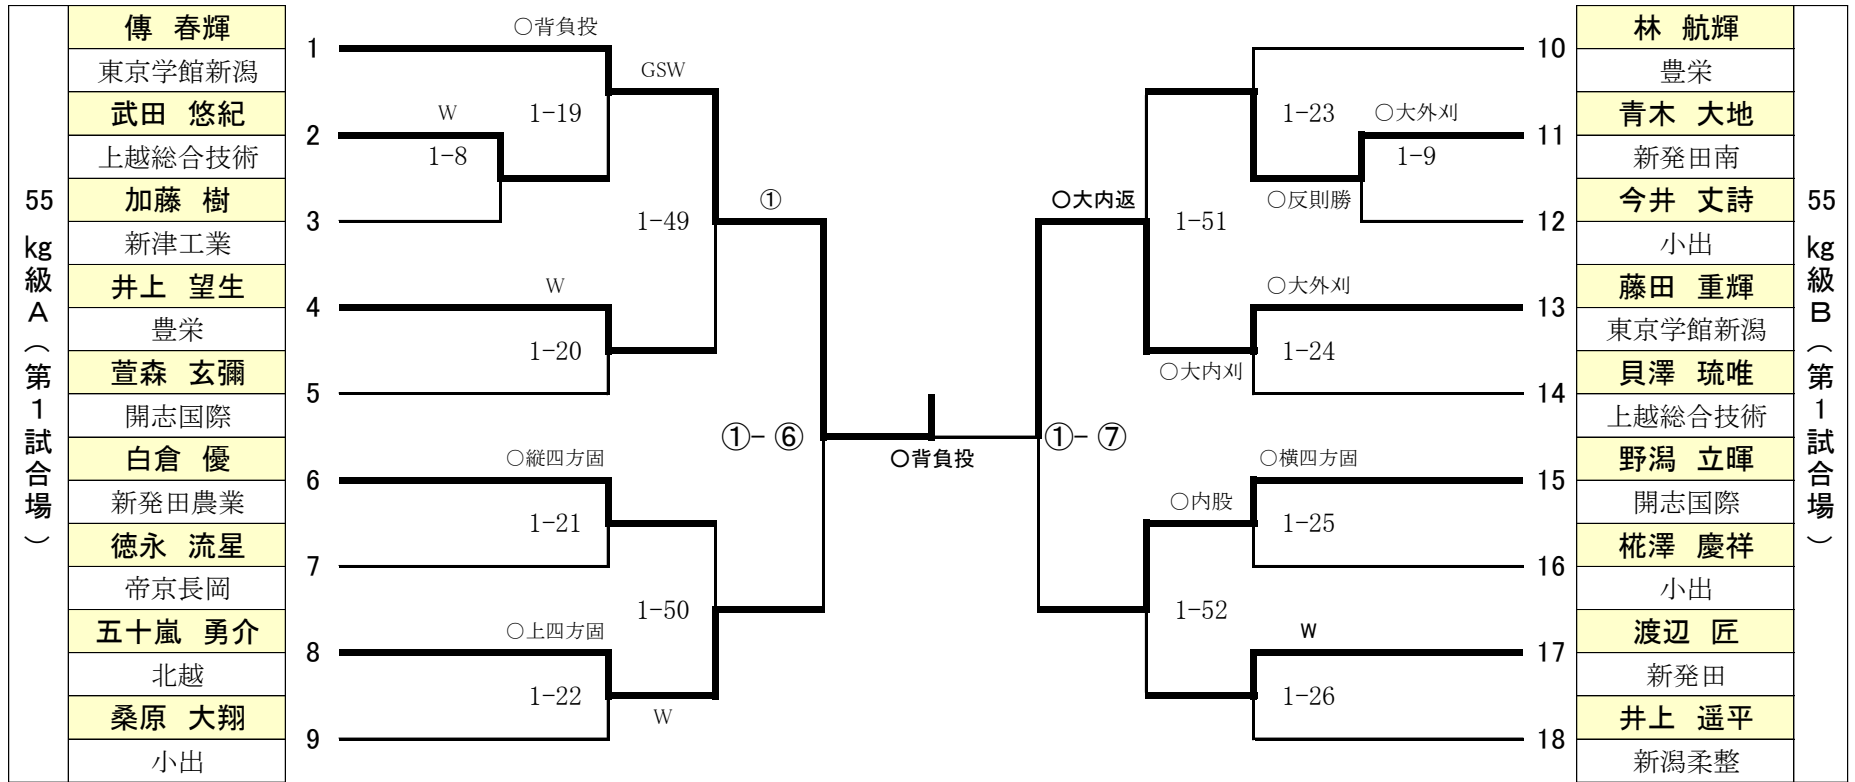 55kg級A（第1試合場）
傳 春輝
東京学館新潟
武田 悠紀
上越総合技術
加藤 樹
新津工業
井上 望生
豊栄
萱森 玄彌
開志国際
白倉 優
新発田農業
徳永 流星
帝京長岡
五十嵐 勇介
北越
桑原 大翔
小出
1
2
3
4
5
6
7
8
9
○背負投
GSW
1-19
W
1-8
①
1-49
W
1-20
①-⑥
○縦四方固
1-21
1-50
○上四方固
1-22
W
○背負投
○大内返
1-23
○大外刈
1-9
○反則勝
1-51
○大外刈
1-24
○大内刈
①-⑦
○横四方固
○内股
1-25
1-52
W
1-26
10
11
12
13
14
15
16
17
18
林 航輝
豊栄
青木 大地
新発田南
今井 丈詩
小出
藤田 重輝
東京学館新潟
貝澤 琉唯
上越総合技術
野潟 立暉
開志国際
椛澤 慶祥
小出
渡辺 匠
新発田
井上 遥平
新潟柔整
55kg級B（第1試合場）